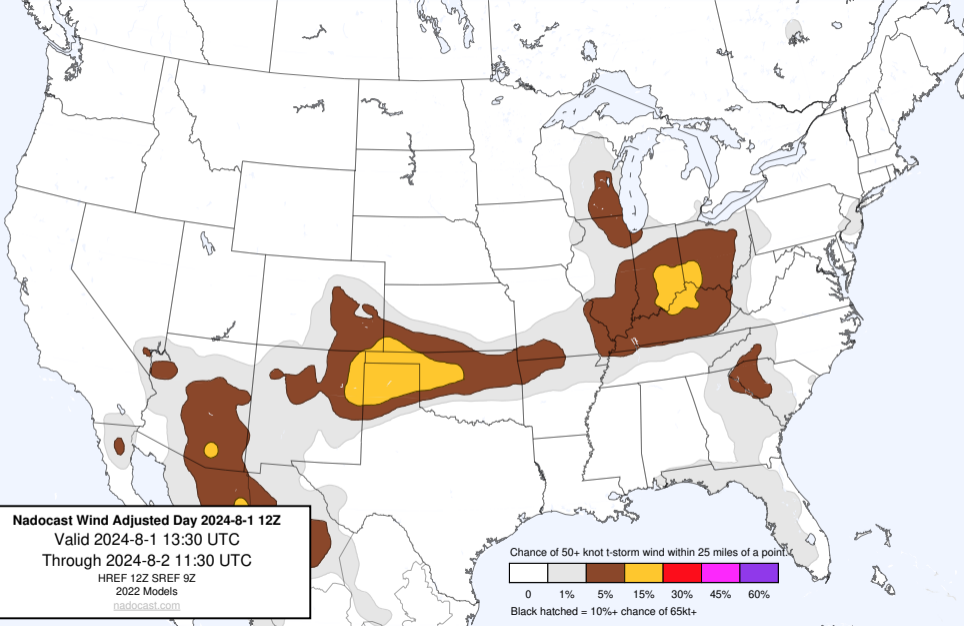 Nadocast Wind Adjusted Day 2024-8-1 12Z
Valid 2024-8-1 13:30 UTC
Through 2024-8-2 11:30 UTC
HREF 12Z SREF 9Z
2022 Models
nadocast.com
Chance of 50+ knot t-storm wind within 25 miles of a point.
0 1% 5% 15% 30% 45% 60%
Black hatched = 10%+ chance of 65kt+